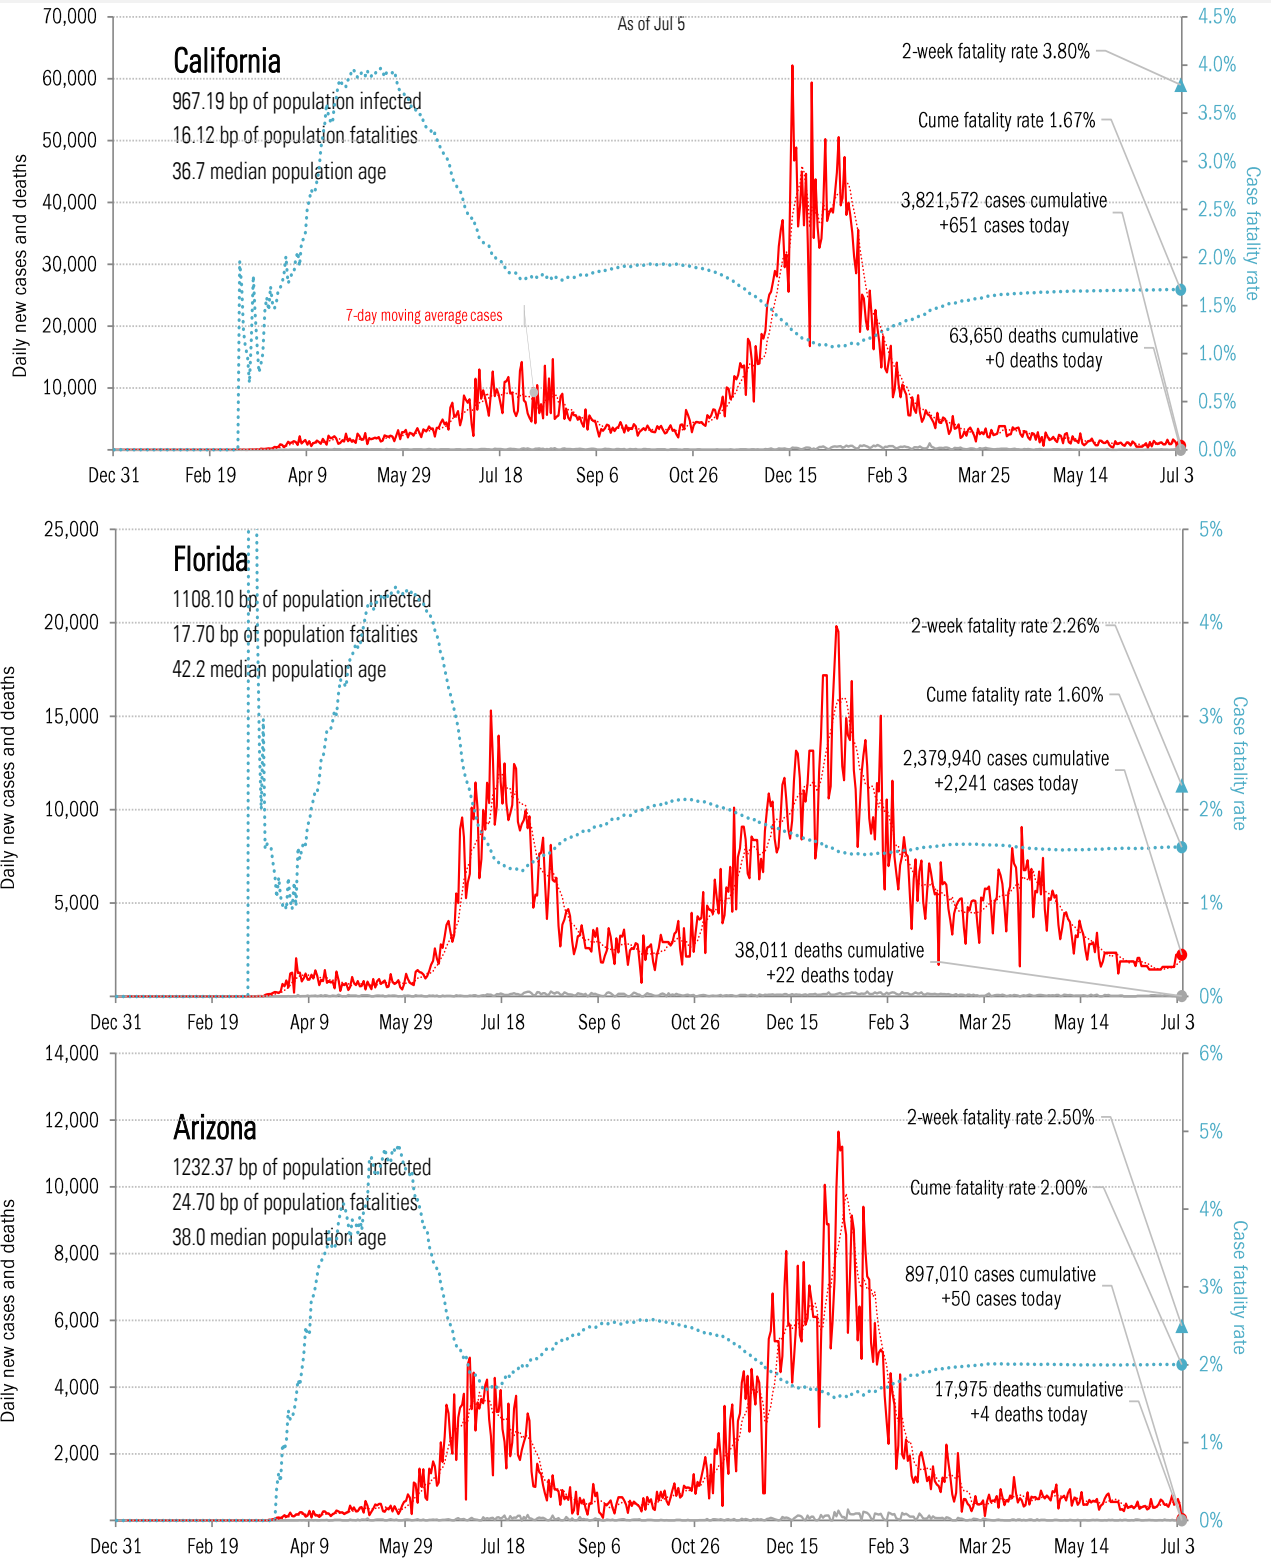 As of Jul 5
70,000
60,000
50,000
40,000
30,000
20,000
10,000
Daily new cases and deaths
California
967.19 bp of population infected
16.12 bp of population fatalities
36.7 median population age
7-day moving average cases
2-week fatality rate 3.80%
Cume fatality rate 1.67%
3,821,572 cases cumulative
+651 cases today
63,650 deaths cumulative
+0 deaths today
4.5%
4.0%
3.5%
3.0%
2.5%
2.0%
1.5%
1.0%
0.5%
0.0%
Case fatality rate
Dec 31 Feb 19 Apr 9 May 29 Jul 18 Sep 6 Oct 26 Dec 15 Feb 3 Mar 25 May 14 Jul 3
25,000
20,000
15,000
10,000
5,000
Daily new cases and deaths
Florida
1108.10 bp of population infected
17.70 bp of population fatalities
42.2 median population age
2-week fatality rate 2.26%
Cume fatality rate 1.60%
2,379,940 cases cumulative
+2,241 cases today
38,011 deaths cumulative
+22 deaths today
5%
4%
3%
2%
1%
0%
Case fatality rate
Dec 31 Feb 19 Apr 9 May 29 Jul 18 Sep 6 Oct 26 Dec 15 Feb 3 Mar 25 May 14 Jul 3
14,000
12,000
10,000
8,000
6,000
4,000
2,000
Daily new cases and deaths
Arizona
1232.37 bp of population infected
24.70 bp of population fatalities
38.0 median population age
2-week fatality rate 2.50%
Cume fatality rate 2.00%
897,010 cases cumulative
+50 cases today
17,975 deaths cumulative
+4 deaths today
6%
5%
4%
3%
2%
1%
0%
Case fatality rate
Dec 31 Feb 19 Apr 9 May 29 Jul 18 Sep 6 Oct 26 Dec 15 Feb 3 Mar 25 May 14 Jul 3